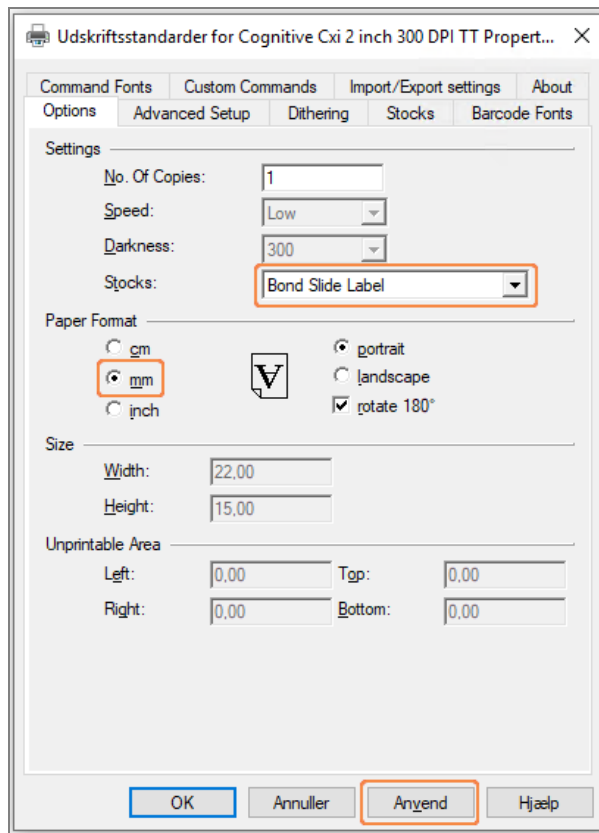 Udskriftsstandarder for Cognitive Cxi 2 inch 300 DPI TT Propert...
Command Fonts Custom Commands Import/Export settings About
Options Advanced Setup Dithering Stocks Barcode Fonts
Settings
No. Of Copies: 1
Speed: Low
Darkness: 300
Stocks: Bond Slide Label
Paper Format
cm portrait
mm landscape
inch rotate 180°
A
Size
Width: 22,00
Height: 15,00
Unprintable Area
Left: 0,00 Top: 0,00
Right: 0,00 Bottom: 0,00
OK Annuller Anvend Hjælp